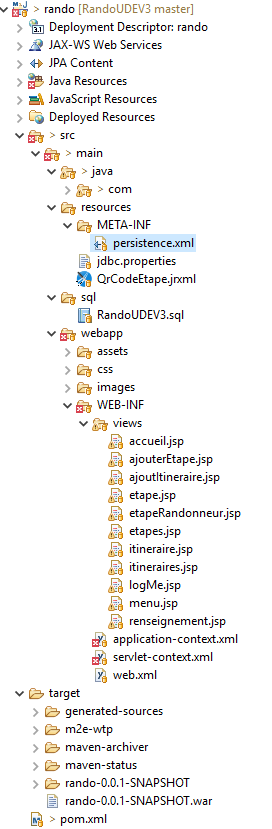 > rando [RandoUDEV3 master]
Deployment Descriptor: rando
JAX-WS Web Services
JPA Content
> Java Resources
JavaScript Resources
Deployed Resources
> src
> main
> java
> com
resources
META-INF
persistence.xml
jdbc.properties
QrCodeEtape.jrxml
sql
RandoUDEV3.sql
webapp
assets
css
images
WEB-INF
views
accueil.jsp
ajouterEtape.jsp
ajoutItineraire.jsp
etape.jsp
etapeRandonneur.jsp
etapes.jsp
itineraire.jsp
itineraires.jsp
logMe.jsp
menu.jsp
renseignement.jsp
application-context.xml
servlet-context.xml
web.xml
target
generated-sources
m2e-wtp
maven-archiver
maven-status
rando-0.0.1-SNAPSHOT
rando-0.0.1-SNAPSHOT.war
> pom.xml